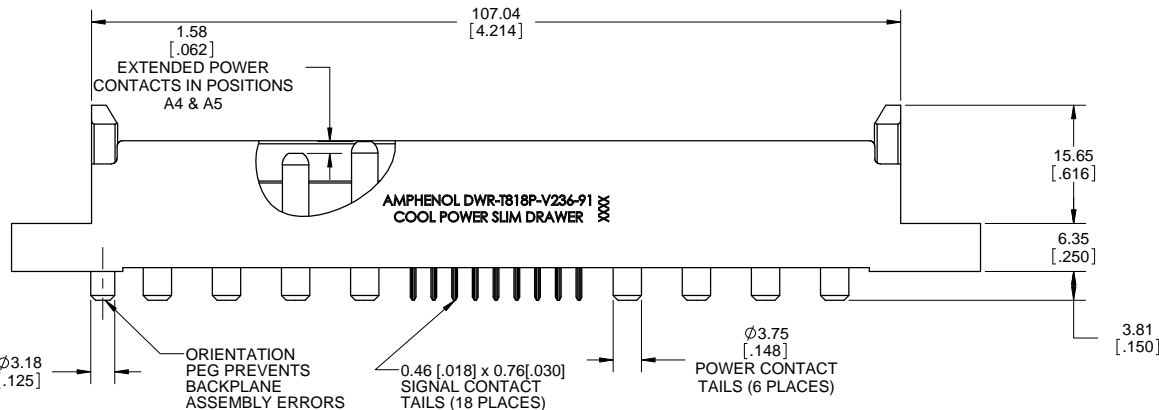 107.04
[4.214]
1.58
[.062]
EXTENDED POWER
CONTACTS IN POSITIONS
A4 & A5
15.65
[.616]
AMPHENOL DWR-T818P-V236-91
COOL POWER SLIM DRAWER
XXXX
6.35
[.250]
3.81
[.150]
Ø3.18
[.125]
ORIENTATION
PEG PREVENTS
BACKPLANE
ASSEMBLY ERRORS
0.46 [.018] x 0.76[.030]
SIGNAL CONTACT
TAILS (18 PLACES)
Ø3.75
[.148]
POWER CONTACT
TAILS (6 PLACES)